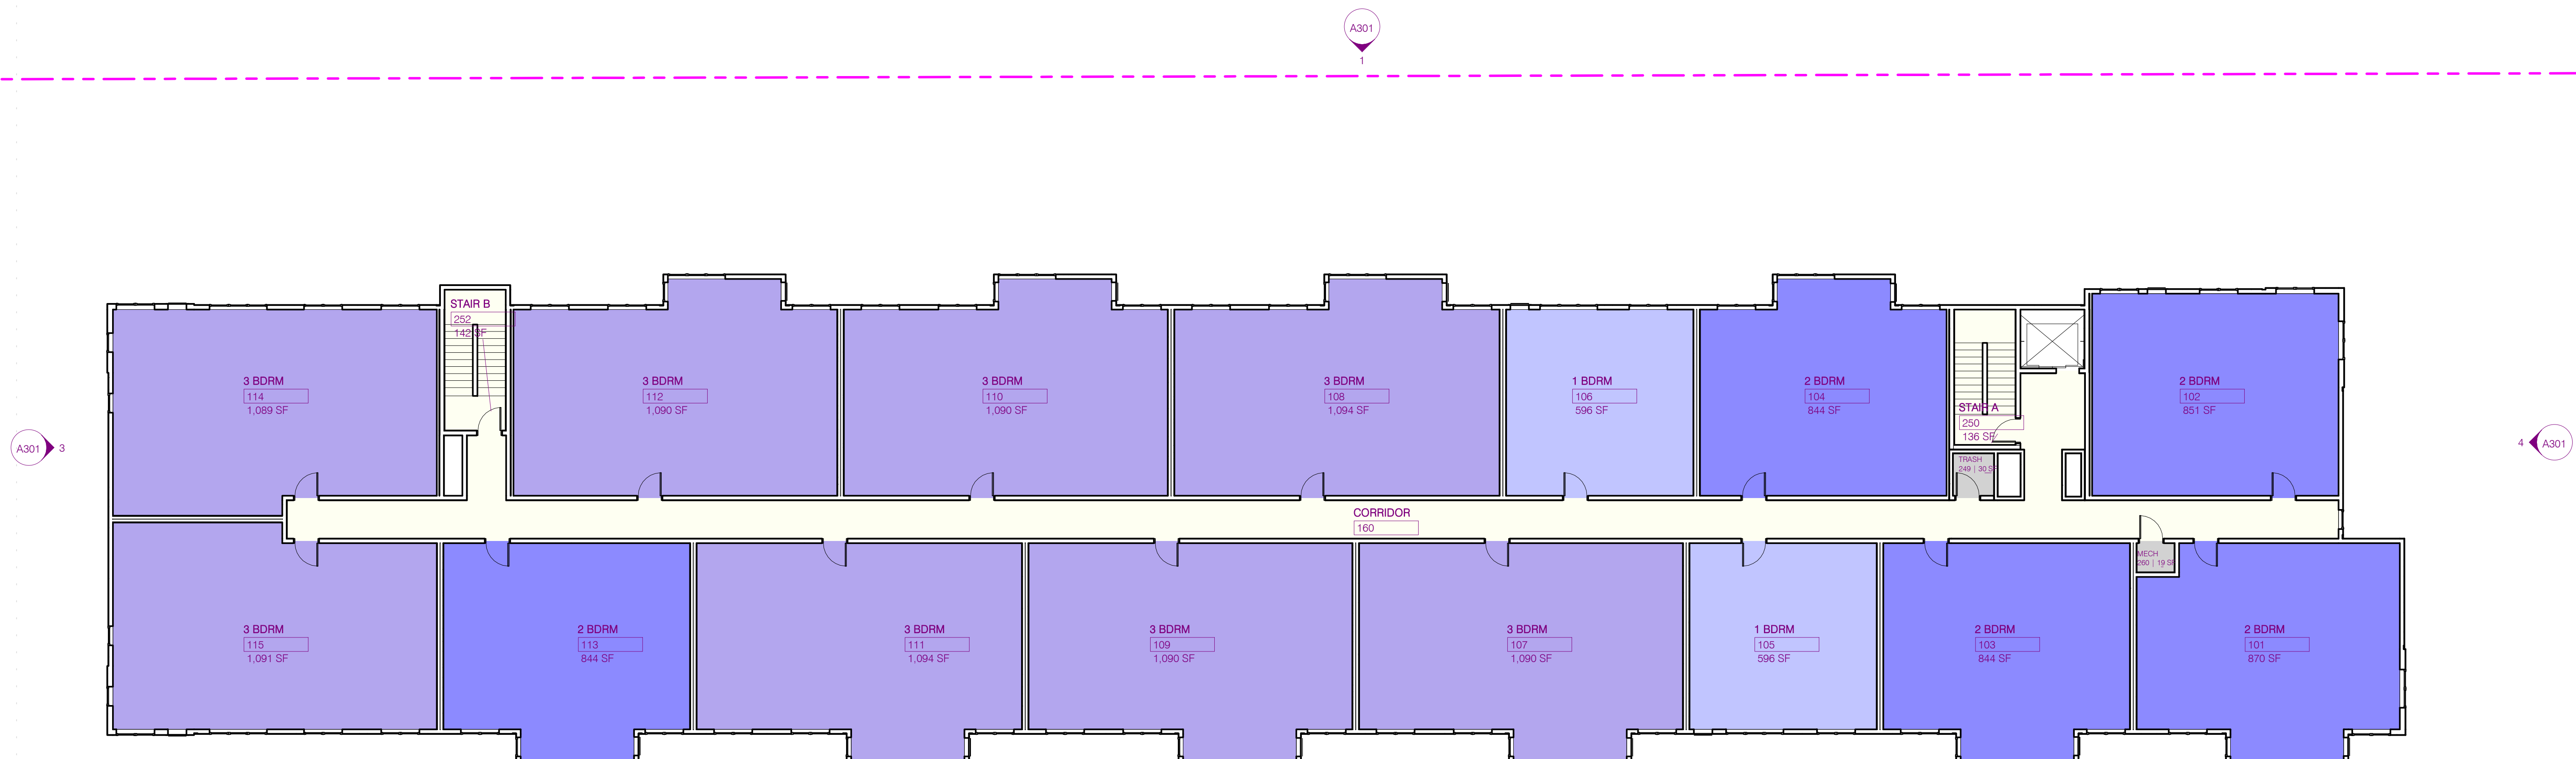 A301
1
STAIR B
252
142 SF
3 BDRM
114
1,089 SF
3 BDRM
112
1,090 SF
3 BDRM
110
1,090 SF
3 BDRM
108
1,094 SF
1 BDRM
106
596 SF
2 BDRM
104
844 SF
STAIR A
250
136 SF
2 BDRM
102
851 SF
A301
3
4
A301
TRASH
249 | 30 SF
CORRIDOR
160
MECH
260 | 19 SF
3 BDRM
115
1,091 SF
2 BDRM
113
844 SF
3 BDRM
111
1,094 SF
3 BDRM
109
1,090 SF
3 BDRM
107
1,090 SF
1 BDRM
105
596 SF
2 BDRM
103
844 SF
2 BDRM
101
870 SF